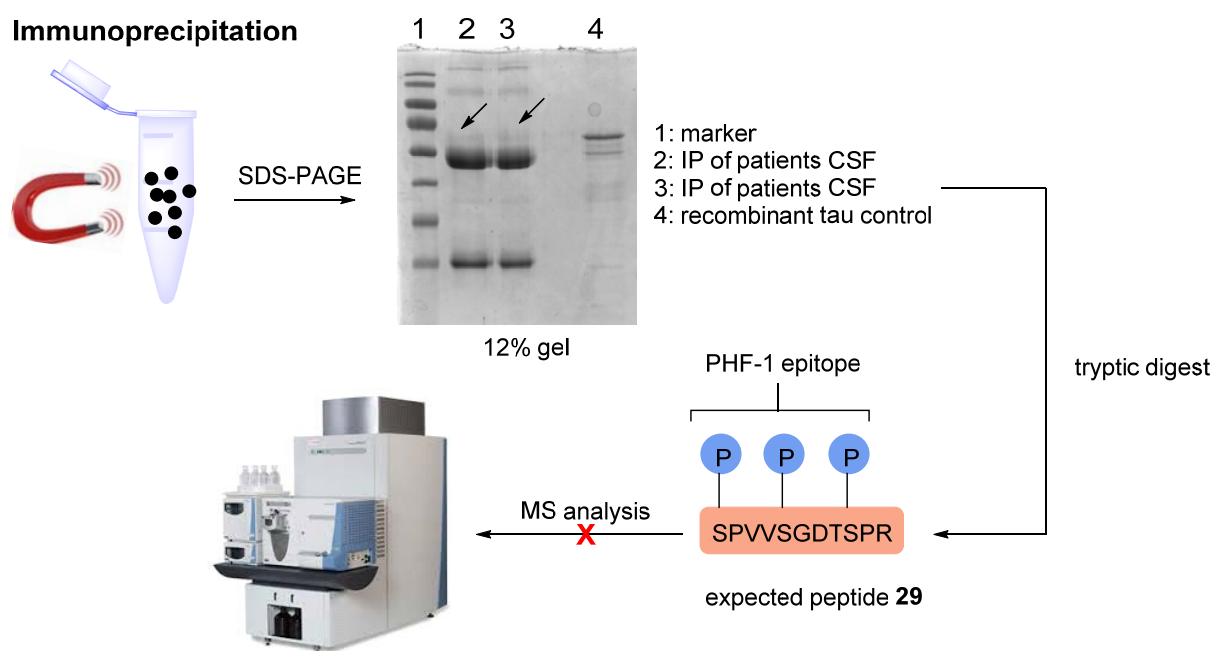 Immunoprecipitation
1 2 3 4
SDS-PAGE
1: marker
2: IP of patients CSF
3: IP of patients CSF
4: recombinant tau control
12% gel
tryptic digest
PHF-1 epitope
P P P
MS analysis
X
SPVVSGDTSPR
expected peptide 29